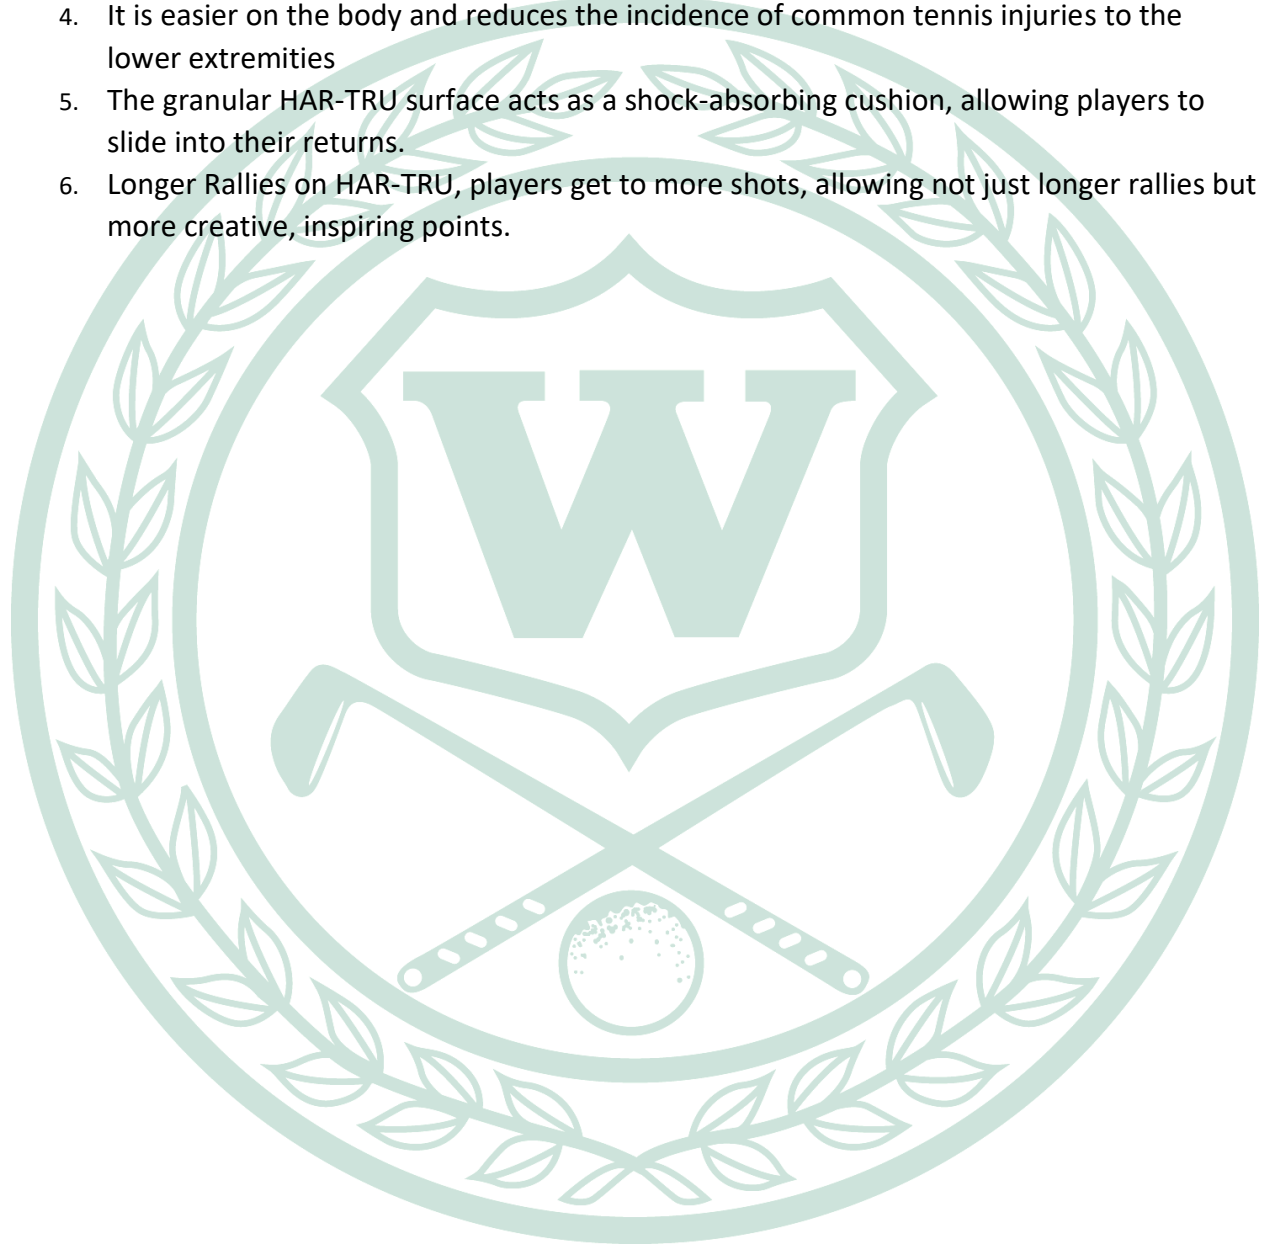 4. It is easier on the body and reduces the incidence of common tennis injuries to the
lower extremities
5. The granular HAR-TRU surface acts as a shock-absorbing cushion, allowing players to
slide into their returns.
6. Longer Rallies on HAR-TRU, players get to more shots, allowing not just longer rallies but
more creative, inspiring points.
W